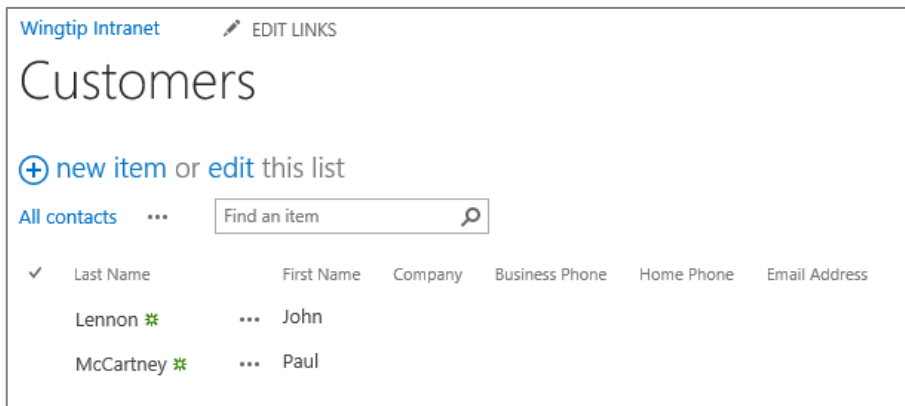 Wingtip Intranet EDIT LINKS
Customers
new item or edit this list
All contacts ••• Find an item
Last Name First Name Company Business Phone Home Phone Email Address
Lennon ••• John
McCartney ••• Paul